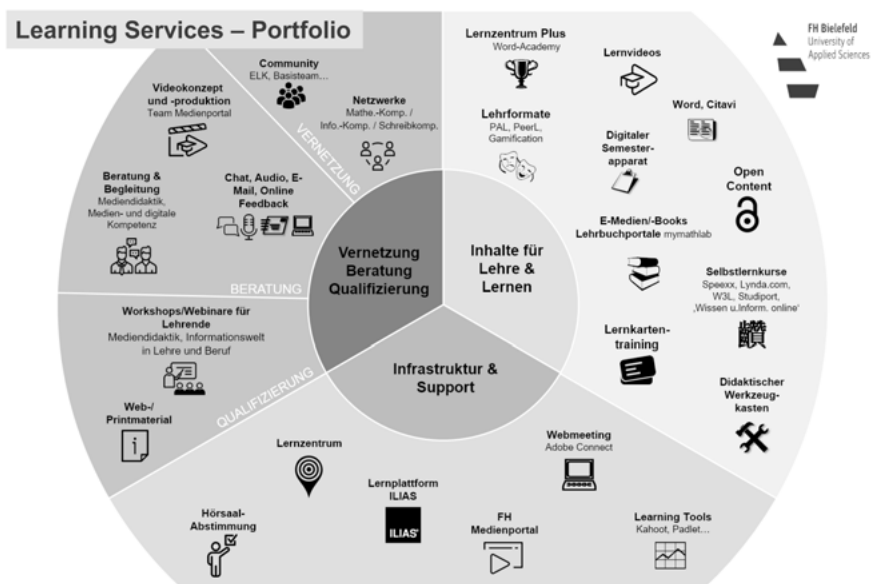 Learning Services – Portfolio
FH Bielefeld
University of
Applied Sciences
Community
ELK, Basisteam…
Netzwerke
Mathe.-Komp. /
Info.-Komp. / Schreibkomp.
VERNETZUNG
Videokonzept
und -produktion
Team Medienportal
Beratung &
Begleitung
Mediendidaktik,
Medien- und digitale
Kompetenz
Chat, Audio, E-
Mail, Online
Feedback
BERATUNG
Workshops/Webinare für
Lehrende
Mediendidaktik, Informationswelt
in Lehre und Beruf
Web-/
Printmaterial
QUALIFIZIERUNG
Vernetzung
Beratung
Qualifizierung
Inhalte für
Lehre &
Lernen
Infrastruktur &
Support
Lernzentrum Plus
Word-Academy
Lernvideos
Lehrformate
PAL, PeerL,
Gamification
Word, Citavi
Digitaler
Semester-
apparat
Open
Content
E-Medien/-Books
Lehrbuchportale mymathlab
Selbstlernkurse
Speexx, Lynda.com,
W3L, Studiport,
‚Wissen u.Inform. online‘
Lernkarten-
training
Didaktischer
Werkzeug-
kasten
Lernzentrum
Webmeeting
Adobe Connect
Lernplattform
ILIAS
ILIAS
Hörsaal-
Abstimmung
FH
Medienportal
Learning Tools
Kahoot, Padlet…